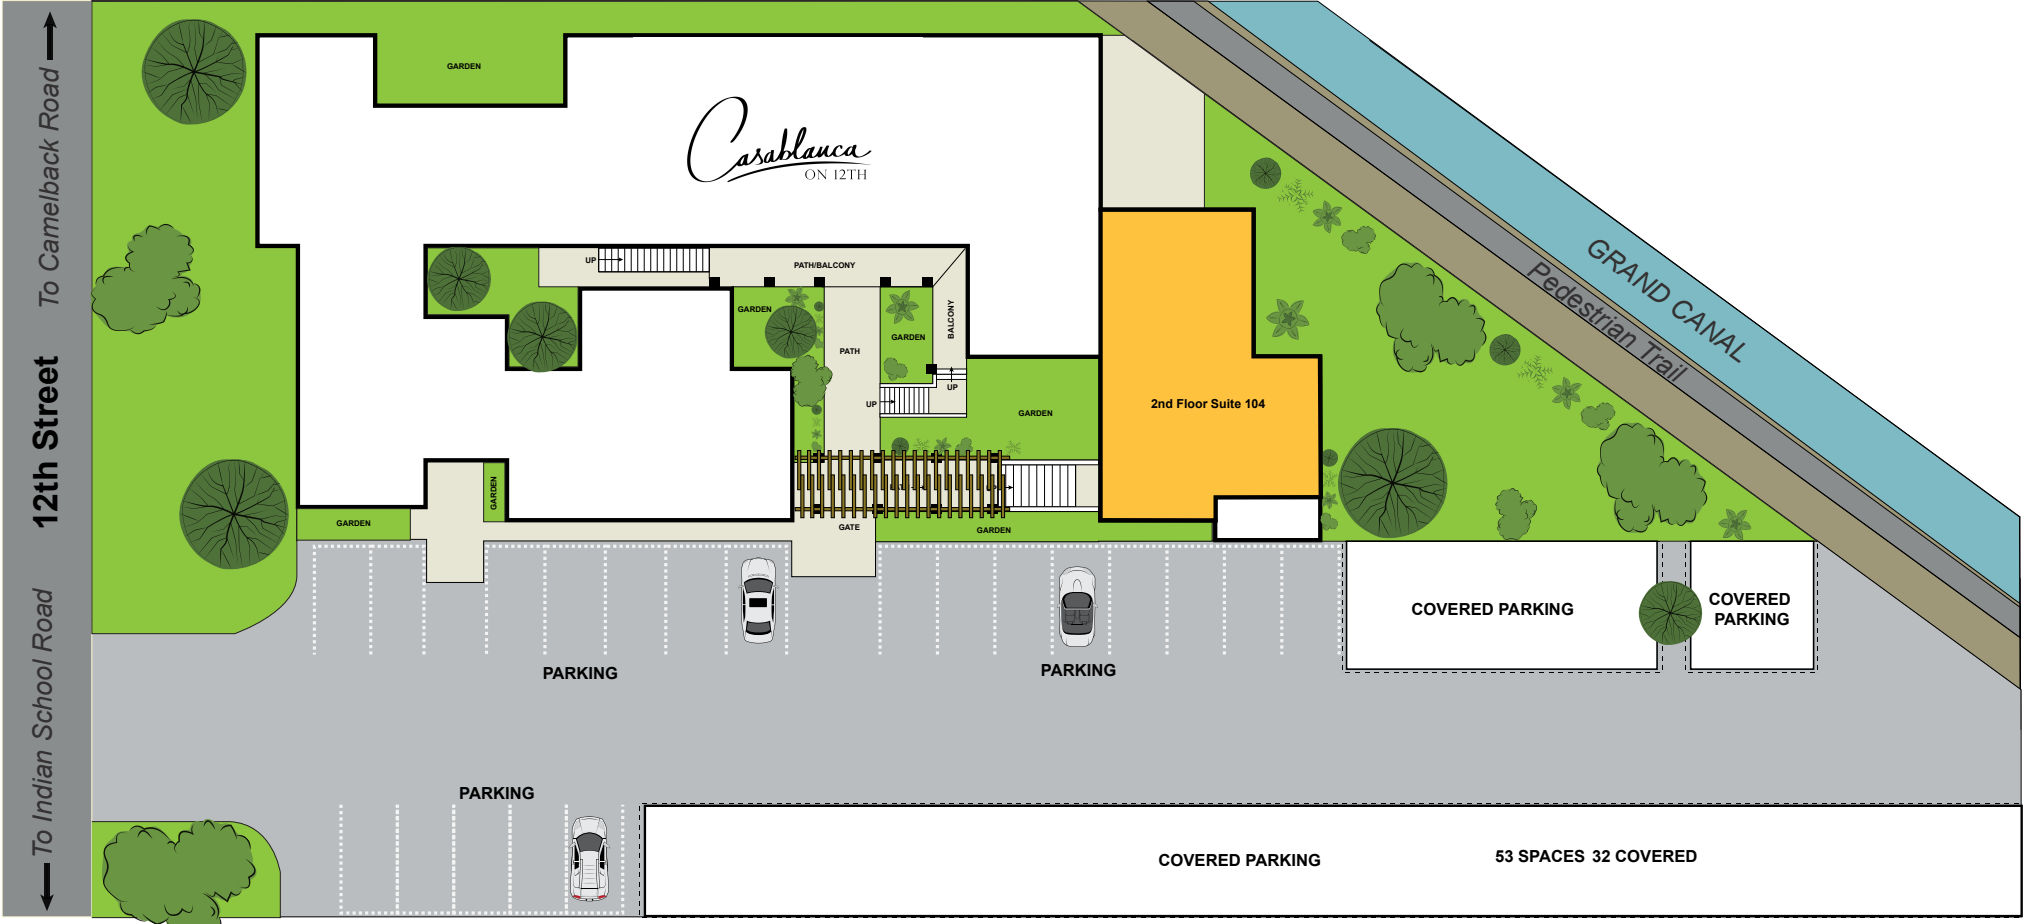 To Camelback Road
12th Street
To Indian School Road
GARDEN
Casablanca
ON 12TH
UP
PATH/BALCONY
GARDEN
GARDEN
BALCONY
PATH
UP
UP
GARDEN
GARDEN
GARDEN
GATE
GARDEN
2nd Floor Suite 104
GRAND CANAL
Pedestrian Trail
PARKING
PARKING
COVERED PARKING
COVERED
PARKING
PARKING
COVERED PARKING
53 SPACES 32 COVERED